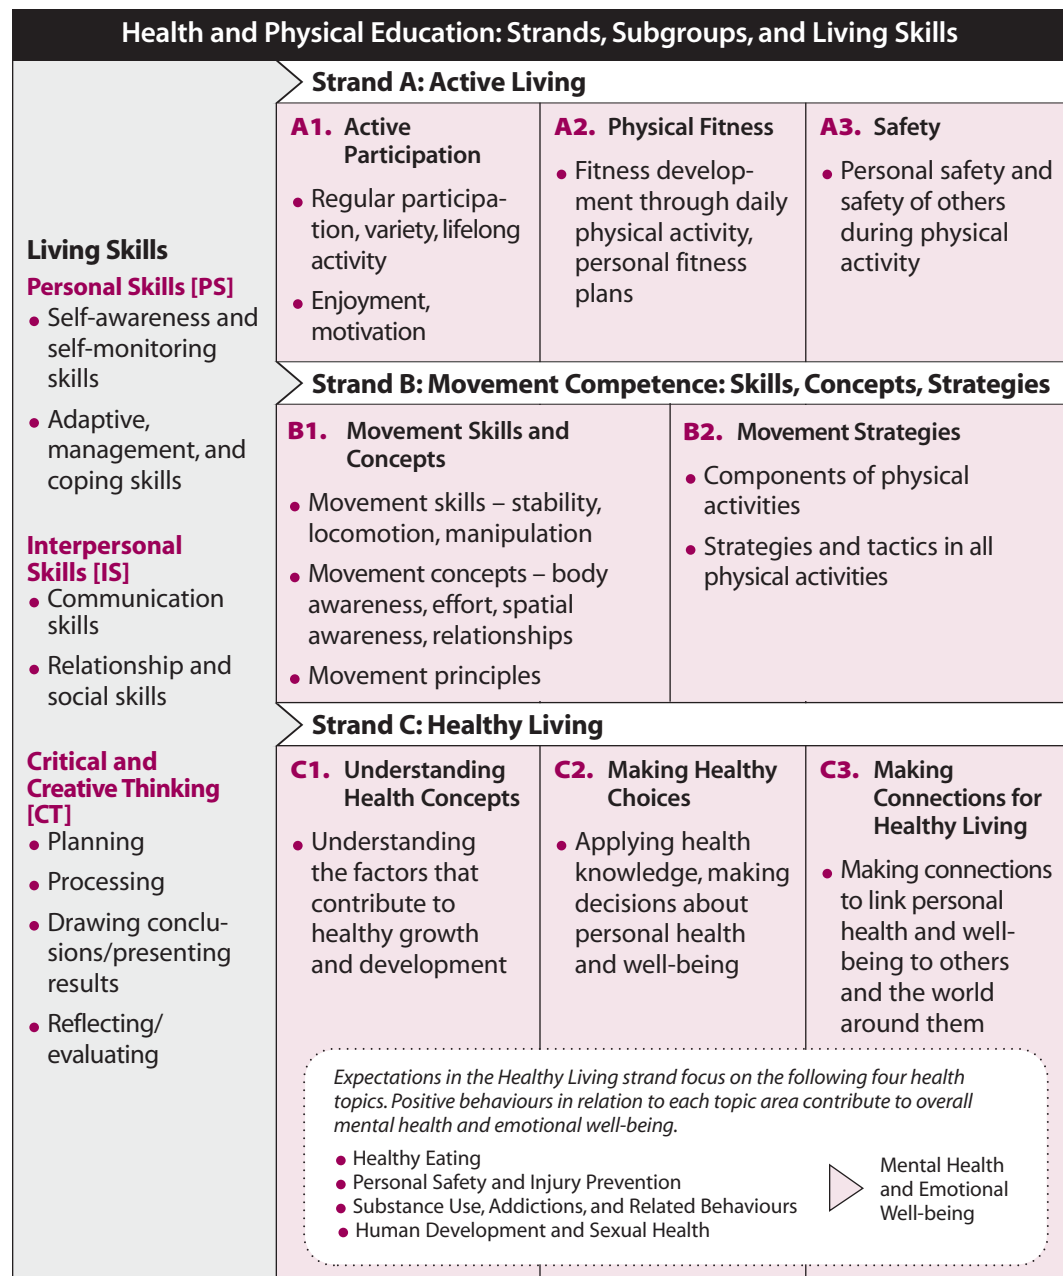 Health and Physical Education: Strands, Subgroups, and Living Skills
Living Skills
Personal Skills [PS]
• Self-awareness and
self-monitoring
skills
• Adaptive,
management, and
coping skills
Interpersonal
Skills [IS]
• Communication
skills
• Relationship and
social skills
Critical and
Creative Thinking
[CT]
• Planning
• Processing
• Drawing conclu-
sions/presenting
results
• Reflecting/
evaluating
Strand A: Active Living
A1. Active
Participation
• Regular participa-
tion, variety, lifelong
activity
• Enjoyment,
motivation
A2. Physical Fitness
• Fitness develop-
ment through daily
physical activity,
personal fitness
plans
A3. Safety
• Personal safety and
safety of others
during physical
activity
Strand B: Movement Competence: Skills, Concepts, Strategies
B1. Movement Skills and
Concepts
• Movement skills – stability,
locomotion, manipulation
• Movement concepts – body
awareness, effort, spatial
awareness, relationships
• Movement principles
B2. Movement Strategies
• Components of physical
activities
• Strategies and tactics in all
physical activities
Strand C: Healthy Living
C1. Understanding
Health Concepts
• Understanding
the factors that
contribute to
healthy growth
and development
C2. Making Healthy
Choices
• Applying health
knowledge, making
decisions about
personal health
and well-being
C3. Making
Connections for
Healthy Living
• Making connections
to link personal
health and well-
being to others
and the world
around them
Expectations in the Healthy Living strand focus on the following four health
topics. Positive behaviours in relation to each topic area contribute to overall
mental health and emotional well-being.
• Healthy Eating
• Personal Safety and Injury Prevention
• Substance Use, Addictions, and Related Behaviours
• Human Development and Sexual Health
Mental Health
and Emotional
Well-being